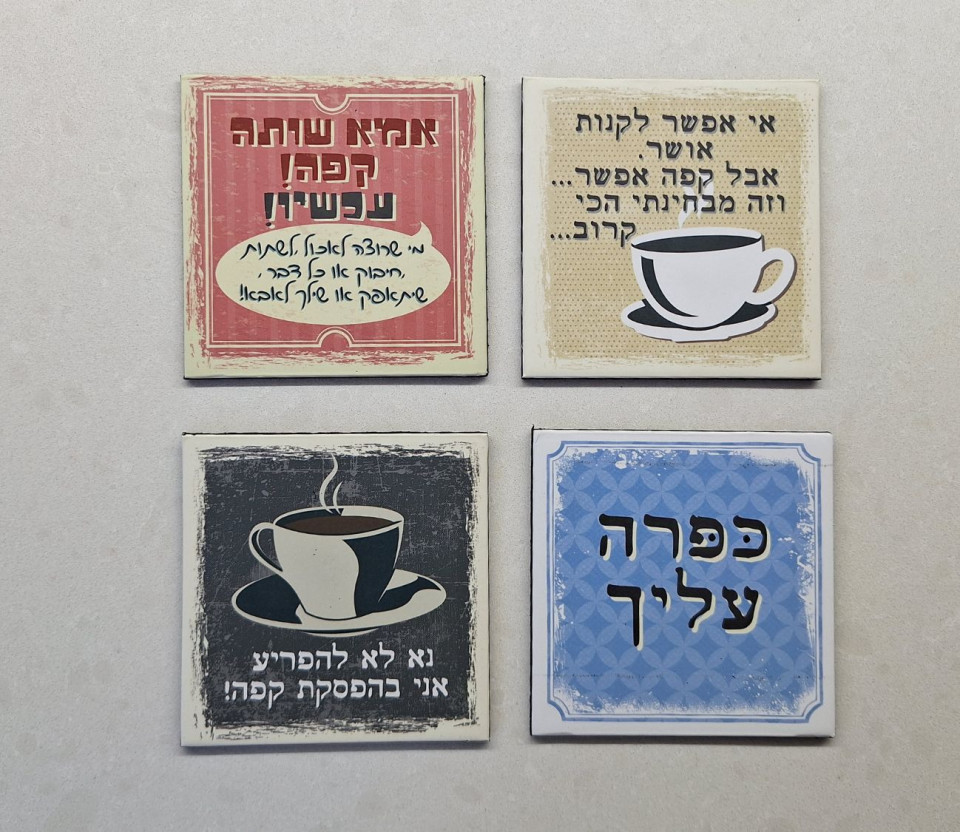 אמיא שותה
קפה!
עכשיו!
מי שרוצה לאכול, לשתות
,חיבוק או כל דבר,
שיתאפק או שילך לאבא!
אי אפשר לקנות
אושר.
אבל קפה אפשר...
וזה מבחינתי הכי
קרוב...
נא לא להפריע
אני בהפסקת קפה!
כפרה
עליך